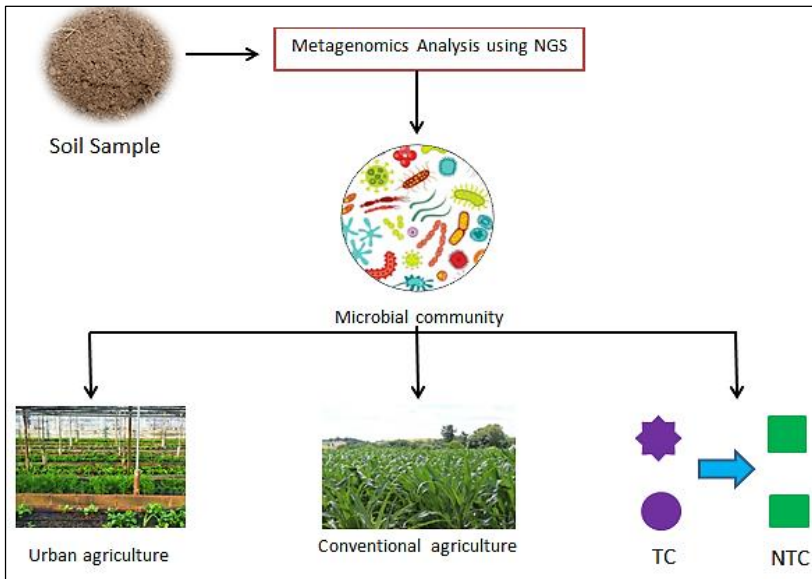 Metagenomics Analysis using NGS
Soil Sample
Microbial community
Urban agriculture
Conventional agriculture
TC
NTC